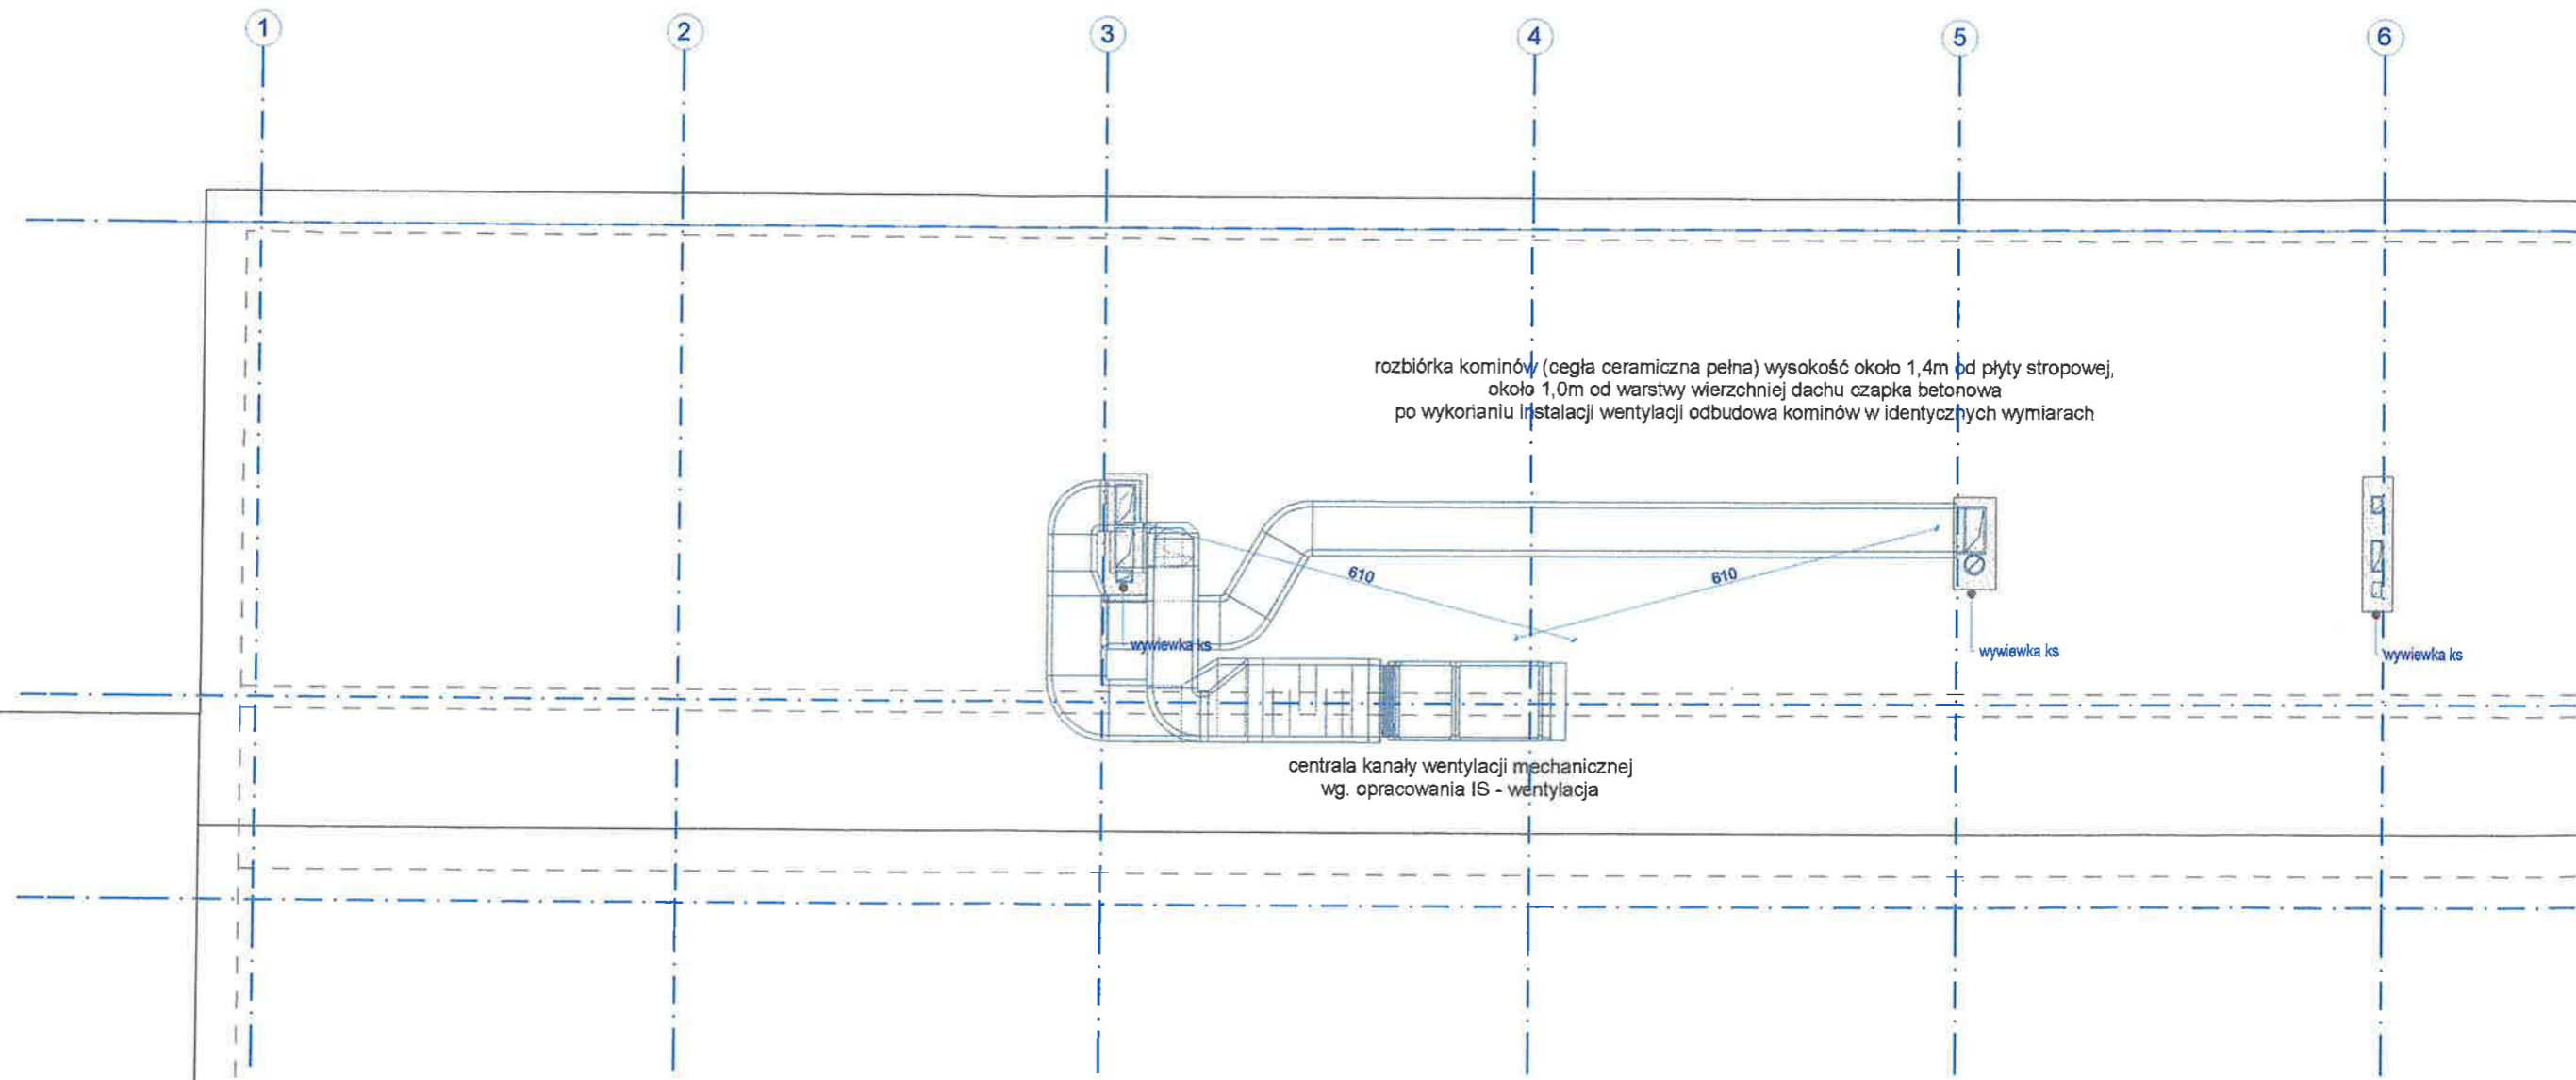 1
2
3
4
5
6
rozbiórka kominów (cegła ceramiczna pełna) wysokość około 1,4m od płyty stropowej,
około 1,0m od warstwy wierzchniej dachu czapka betonowa
po wykonaniu instalacji wentylacji odbudowa kominów w identycznych wymiarach
610
610
wywiewka ks
wywiewka ks
wywiewka ks
centrala kanały wentylacji mechanicznej
wg. opracowania IS - wentylacja